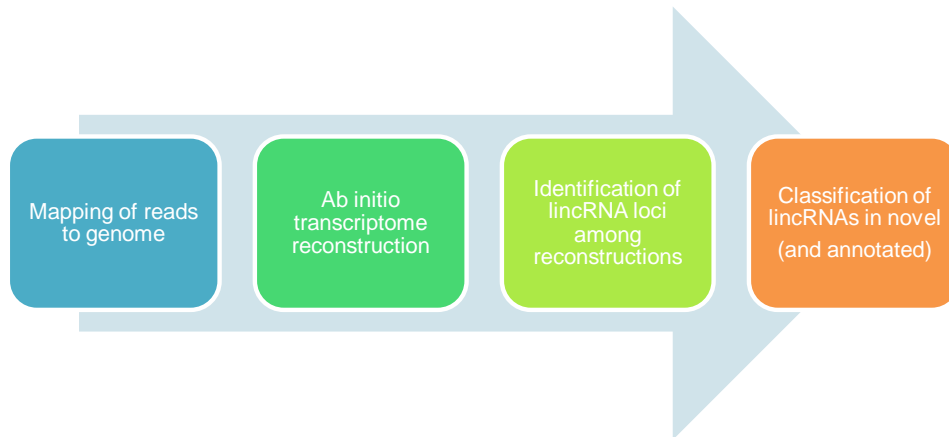 Mapping of reads
to genome
Ab initio
transcriptome
reconstruction
Identification of
lincRNA loci
among
reconstructions
Classification of
lincRNAs in novel
(and annotated)